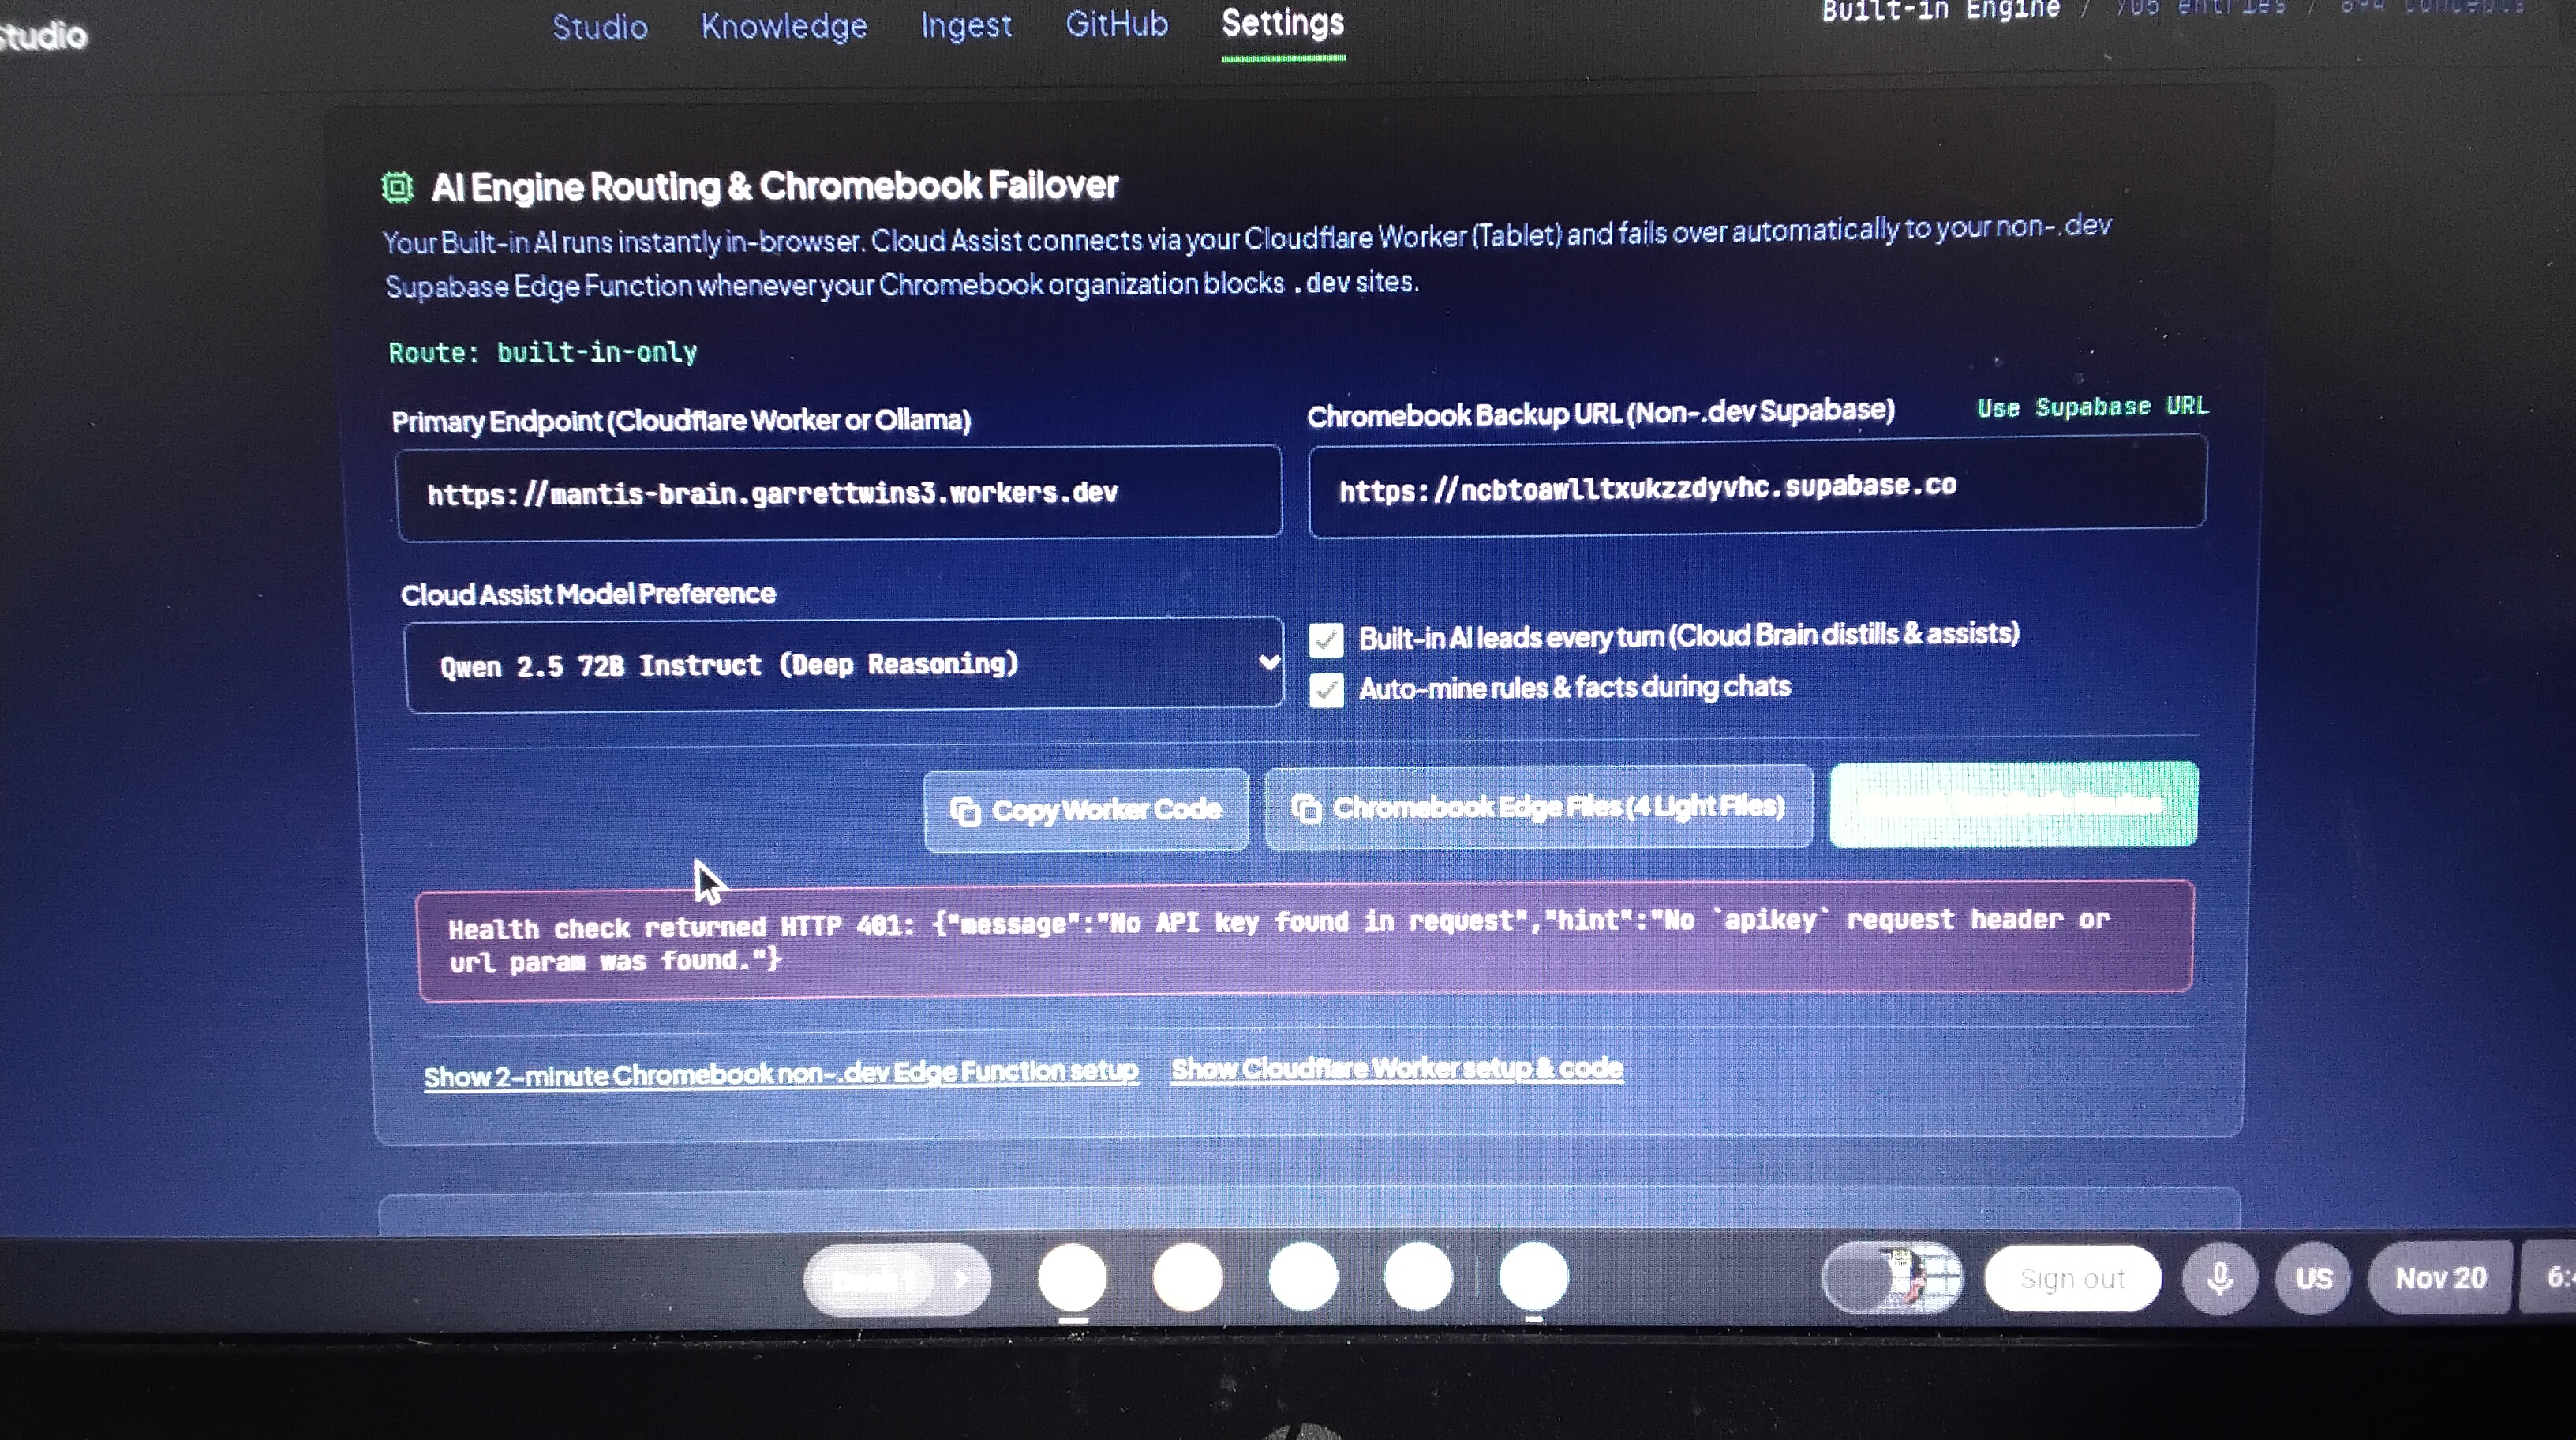 Studio Knowledge Ingest GitHub Settings
Built-in Engine /
AI Engine Routing & Chromebook Failover
Your Built-in AI runs instantly in-browser. Cloud Assist connects via your Cloudflare Worker (Tablet) and fails over automatically to your non-.dev
Supabase Edge Function whenever your Chromebook organization blocks .dev sites.
Route: built-in-only
Primary Endpoint (Cloudflare Worker or Ollama)
https://mantis-brain.garrettwins3.workers.dev
Chromebook Backup URL (Non-.dev Supabase)
Use Supabase URL
https://ncbtoawlltxukzzdyvhc.supabase.co
Cloud Assist Model Preference
Qwen 2.5 72B Instruct (Deep Reasoning)
Built-in AI leads every turn (Cloud Brain distills & assists)
Auto-mine rules & facts during chats
Copy Worker Code
Chromebook Edge Files (4 Light Files)
Health check returned HTTP 401: {"message":"No API key found in request","hint":"No `apikey` request header or
url param was found."}
Show 2-minute Chromebook non-.dev Edge Function setup
Show Cloudflare Worker setup & code
Sign out
US
Nov 20